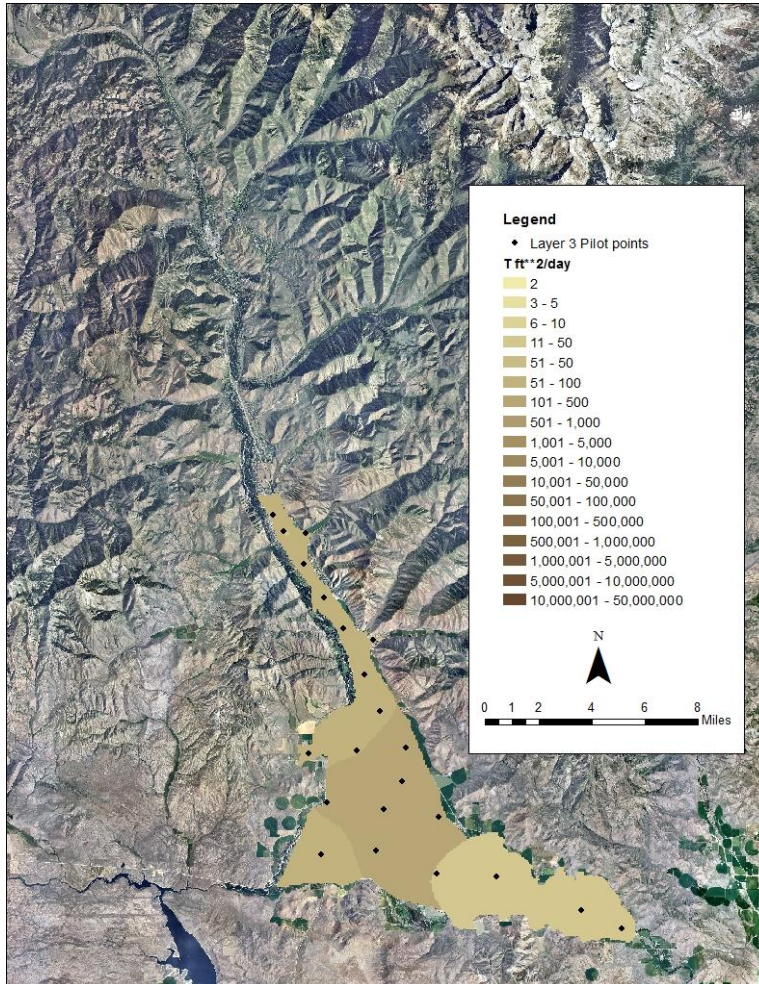 Legend
Layer 3 Pilot points
T ft**2/day
2
3 - 5
6 - 10
11 - 50
51 - 50
51 - 100
101 - 500
501 - 1,000
1,001 - 5,000
5,001 - 10,000
10,001 - 50,000
50,001 - 100,000
100,001 - 500,000
500,001 - 1,000,000
1,000,001 - 5,000,000
5,000,001 - 10,000,000
10,000,001 - 50,000,000
N
0 1 2 4 6 8
Miles